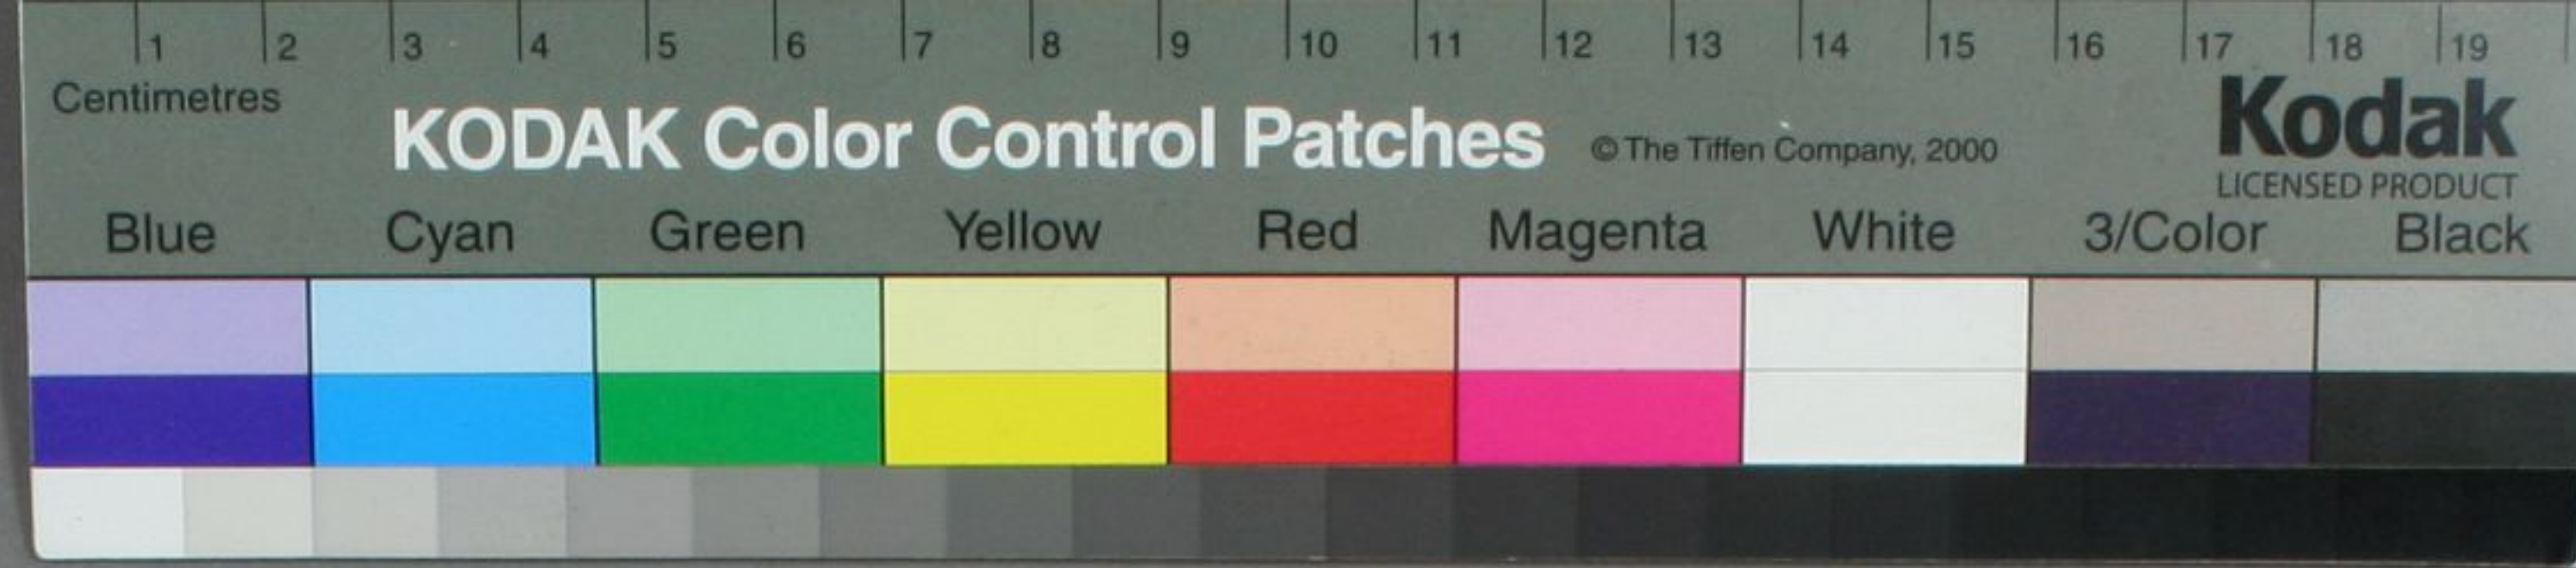 1 2 3 4 5 6 7 8 9 10 11 12 13 14 15 16 17 18 19
Centimetres
KODAK Color Control Patches
© The Tiffen Company, 2000
Kodak
LICENSED PRODUCT
Blue Cyan Green Yellow Red Magenta White 3/Color Black